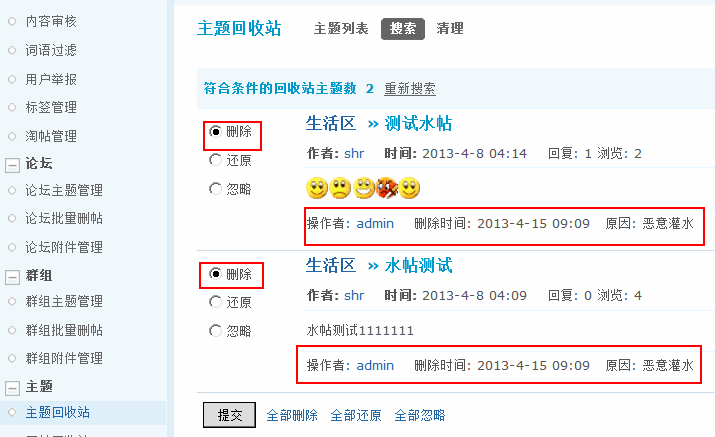 内容审核
词语过滤
用户举报
标签管理
淘帖管理
论坛
论坛主题管理
论坛批量删帖
论坛附件管理
群组
群组主题管理
群组批量删帖
群组附件管理
主题
主题回收站
主题回收站 主题列表 搜索 清理
符合条件的回收站主题数 2 重新搜索
删除
还原
忽略
生活区 » 测试水帖
作者: shr 时间: 2013-4-8 04:14 回复: 1 浏览: 2
操作者: admin 删除时间: 2013-4-15 09:09 原因: 恶意灌水
删除
还原
忽略
生活区 » 水帖测试
作者: shr 时间: 2013-4-8 04:09 回复: 0 浏览: 4
水帖测试1111111
操作者: admin 删除时间: 2013-4-15 09:09 原因: 恶意灌水
提交 全部删除 全部还原 全部忽略